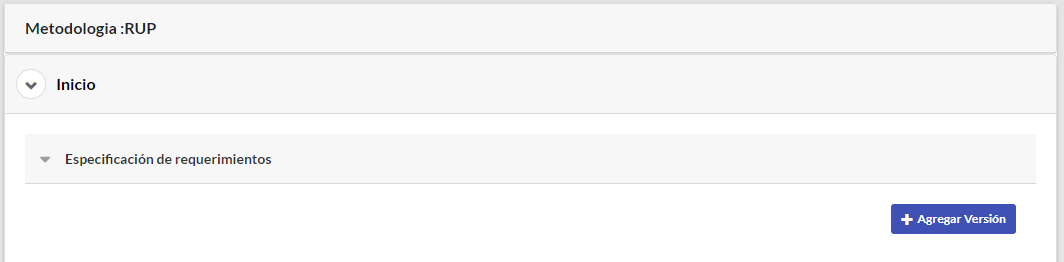 Metodologia :RUP
Inicio
Especificación de requerimientos
Agregar Versión